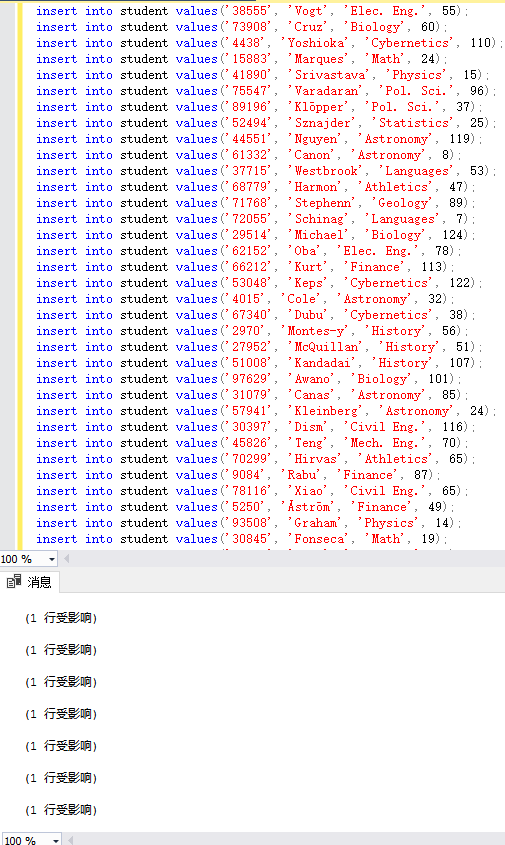 insert into student values('38555', 'Vogt', 'Elec. Eng.', 55);
insert into student values('73908', 'Cruz', 'Biology', 60);
insert into student values('4438', 'Yoshioka', 'Cybernetics', 110);
insert into student values('15883', 'Marques', 'Math', 24);
insert into student values('41890', 'Srivastava', 'Physics', 15);
insert into student values('75547', 'Varadaran', 'Pol. Sci.', 96);
insert into student values('89196', 'Klōpper', 'Pol. Sci.', 37);
insert into student values('52494', 'Sznajder', 'Statistics', 25);
insert into student values('44551', 'Nguyen', 'Astronomy', 119);
insert into student values('61332', 'Canon', 'Astronomy', 8);
insert into student values('37715', 'Westbrook', 'Languages', 53);
insert into student values('68779', 'Harmon', 'Athletics', 47);
insert into student values('71768', 'Stephenn', 'Geology', 89);
insert into student values('72055', 'Schinag', 'Languages', 7);
insert into student values('29514', 'Michael', 'Biology', 124);
insert into student values('62152', 'Oba', 'Elec. Eng.', 78);
insert into student values('66212', 'Kurt', 'Finance', 113);
insert into student values('53048', 'Keps', 'Cybernetics', 122);
insert into student values('4015', 'Cole', 'Astronomy', 32);
insert into student values('67340', 'Dubu', 'Cybernetics', 38);
insert into student values('2970', 'Montes-y', 'History', 56);
insert into student values('27952', 'McQuillan', 'History', 51);
insert into student values('51008', 'Kandadai', 'History', 107);
insert into student values('97629', 'Awano', 'Biology', 101);
insert into student values('31079', 'Canas', 'Astronomy', 85);
insert into student values('57941', 'Kleinberg', 'Astronomy', 24);
insert into student values('30397', 'Dism', 'Civil Eng.', 116);
insert into student values('45826', 'Teng', 'Mech. Eng.', 70);
insert into student values('70299', 'Hirvas', 'Athletics', 65);
insert into student values('9084', 'Rabu', 'Finance', 87);
insert into student values('78116', 'Xiao', 'Civil Eng.', 65);
insert into student values('5250', 'Āstrōm', 'Finance', 49);
insert into student values('93508', 'Graham', 'Physics', 14);
insert into student values('30845', 'Fonseca', 'Math', 19);
100 %
消息
(1 行受影响)
(1 行受影响)
(1 行受影响)
(1 行受影响)
(1 行受影响)
(1 行受影响)
(1 行受影响)
100 %